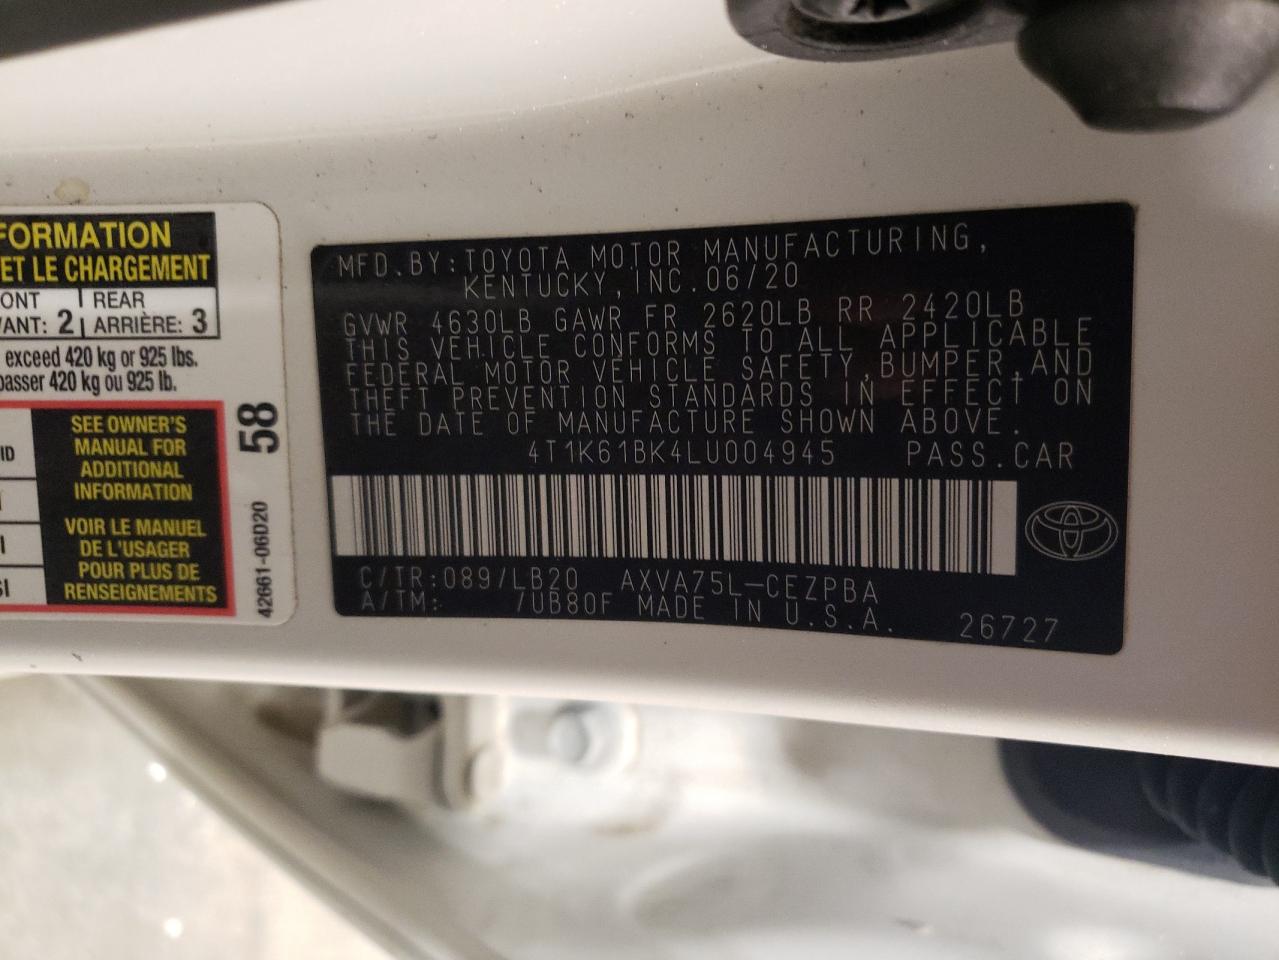 FORMATION
ET LE CHARGEMENT
ONT REAR
VANT: 2 ARRIÈRE: 3
exceed 420 kg or 925 lbs.
passer 420 kg ou 925 lb.
SEE OWNER'S
MANUAL FOR
ADDITIONAL
INFORMATION
VOIR LE MANUEL
DE L'USAGER
POUR PLUS DE
RENSEIGNEMENTS
58
42661-06D20
MFD.BY:TOYOTA MOTOR MANUFACTURING,
KENTUCKY,INC.06/20
GVWR 4630LB GAWR FR 2620LB RR 2420LB
THIS VEHICLE CONFORMS TO ALL APPLICABLE
FEDERAL MOTOR VEHICLE SAFETY,BUMPER,AND
THEFT PREVENTION STANDARDS IN EFFECT ON
THE DATE OF MANUFACTURE SHOWN ABOVE.
4T1K61BK4LU004945 PASS.CAR
C/TR:089/LB20 AXVA75L-CEZPBA
A/TM: /UB80F MADE IN U.S.A. 26727